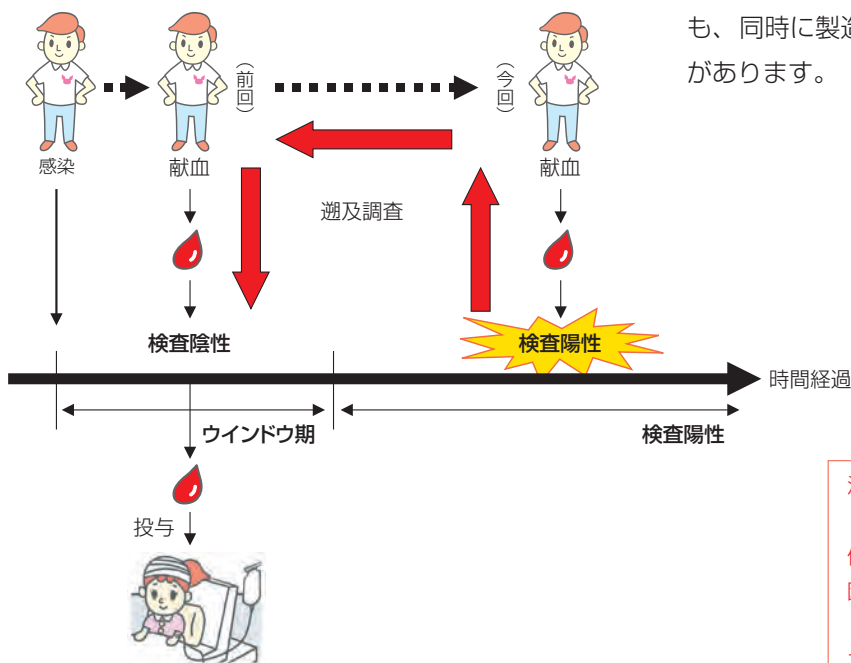 も、同時に製造
があります。
(前回)
(今回)
感染
献血
献血
遡及調査
検査陰性
検査陽性
時間経過
ウインドウ期
検査陽性
投与